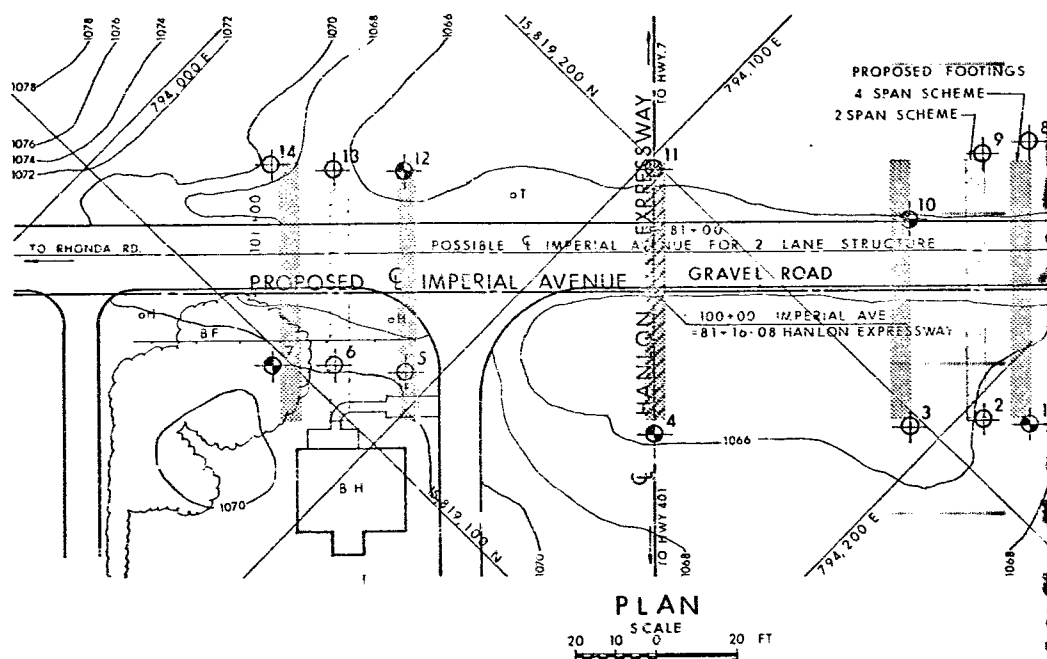 1078
1076
1074
1072
1070
1068
1066
794,000 E
15,819,200 N
TO HWY. 7
794,100 E
PROPOSED FOOTINGS
4 SPAN SCHEME
2 SPAN SCHEME
8
9
1078
1076
1074
1072
14
13
12
11
10
101+00
HANLON EXPRESSWAY
T
81+00
TO RHONDA RD.
POSSIBLE ℄ IMPERIAL AVENUE FOR 2 LANE STRUCTURE
PROPOSED ℄ IMPERIAL AVENUE
GRAVEL ROAD
H
H
BF
100+00 IMPERIAL AVE
=81+16.08 HANLON EXPRESSWAY
7
6
5
4
3
2
1
1066
℄
1070
BH
15,819,100 N
TO HWY 401
1070
1068
794,200 E
1068
PLAN
SCALE
20 10 0 20 FT